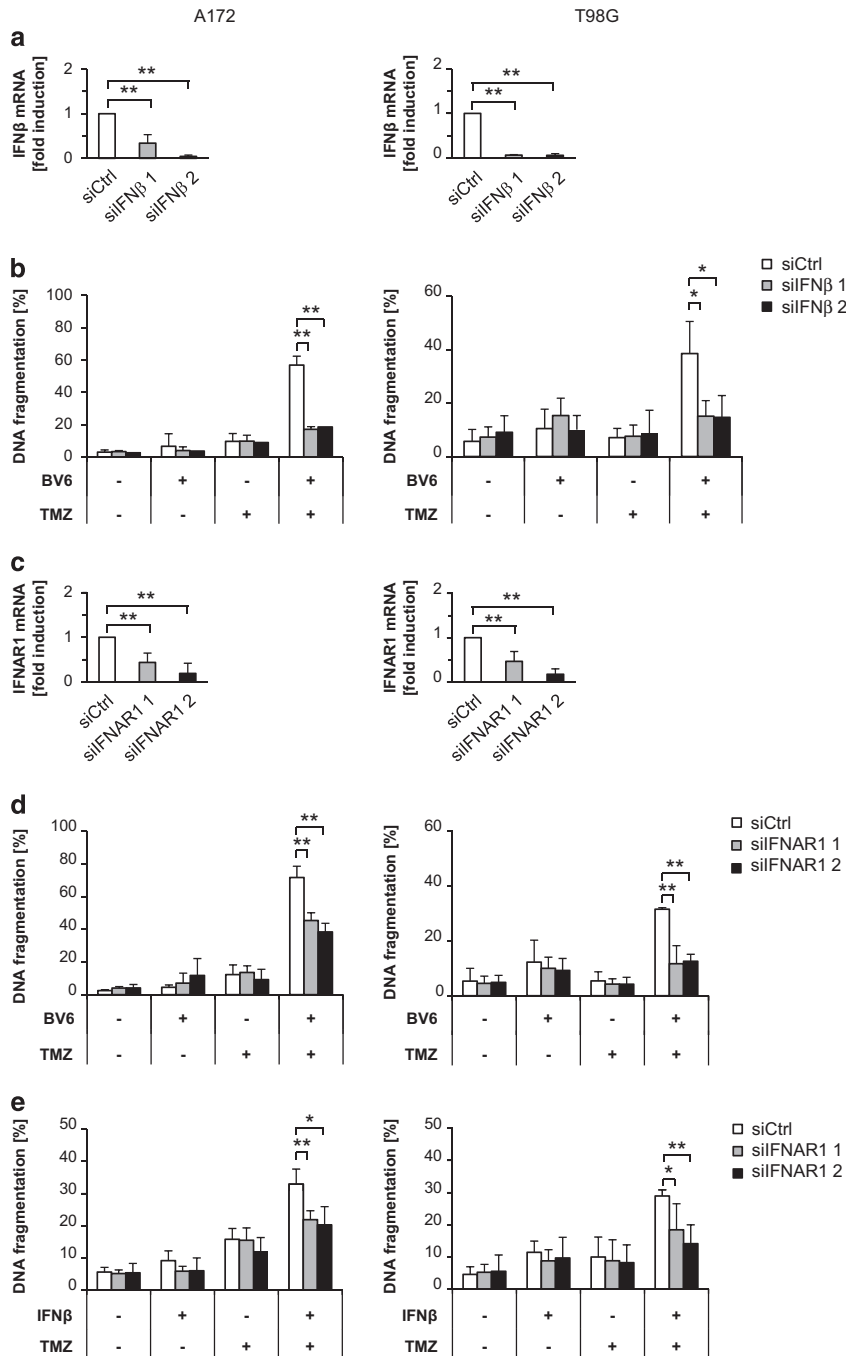 A172 T98G
a
IFNβ mRNA
[fold induction]
2
1
0
** **
siCtrl siIFNβ 1 siIFNβ 2
IFNβ mRNA
[fold induction]
2
1
0
** **
siCtrl siIFNβ 1 siIFNβ 2
b
DNA fragmentation [%]
100
80
60
40
20
0
** **
BV6 - + - +
TMZ - - + +
DNA fragmentation [%]
60
40
20
0
* *
BV6 - + - +
TMZ - - + +
siCtrl
siIFNβ 1
siIFNβ 2
c
IFNAR1 mRNA
[fold induction]
2
1
0
** **
siCtrl siIFNAR1 1 siIFNAR1 2
IFNAR1 mRNA
[fold induction]
2
1
0
** **
siCtrl siIFNAR1 1 siIFNAR1 2
d
DNA fragmentation [%]
100
80
60
40
20
0
** **
BV6 - + - +
TMZ - - + +
DNA fragmentation [%]
60
40
20
0
** **
BV6 - + - +
TMZ - - + +
siCtrl
siIFNAR1 1
siIFNAR1 2
e
DNA fragmentation [%]
50
40
30
20
10
0
* **
IFNβ - + - +
TMZ - - + +
DNA fragmentation [%]
50
40
30
20
10
0
** *
IFNβ - + - +
TMZ - - + +
siCtrl
siIFNAR1 1
siIFNAR1 2